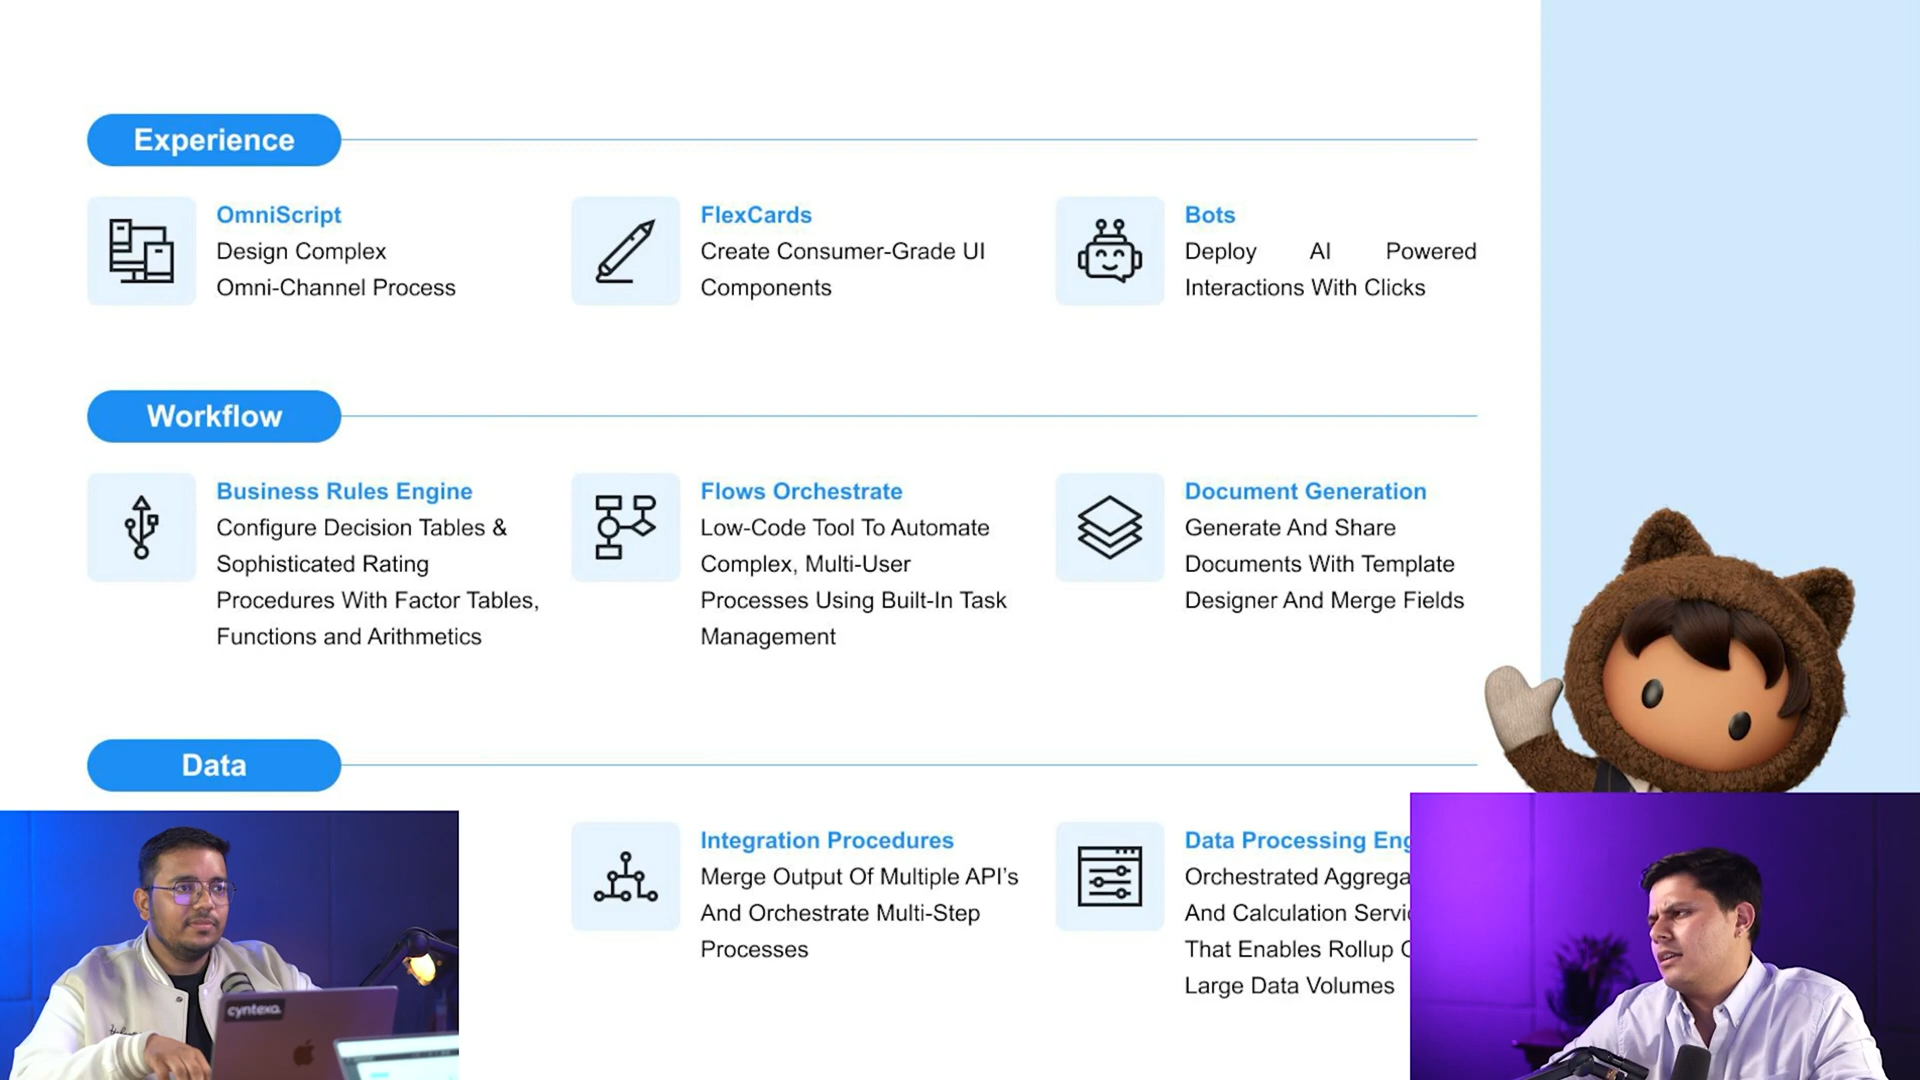 Experience
OmniScript
Design Complex
Omni-Channel Process
FlexCards
Create Consumer-Grade UI
Components
Bots
Deploy AI Powered
Interactions With Clicks
Workflow
Business Rules Engine
Configure Decision Tables &
Sophisticated Rating
Procedures With Factor Tables,
Functions and Arithmetics
Flows Orchestrate
Low-Code Tool To Automate
Complex, Multi-User
Processes Using Built-In Task
Management
Document Generation
Generate And Share
Documents With Template
Designer And Merge Fields
Data
Integration Procedures
Merge Output Of Multiple API's
And Orchestrate Multi-Step
Processes
Data Processing
Orchestrated
And Calculation
That Enables Rollup
Large Data Volumes
cyntexa.